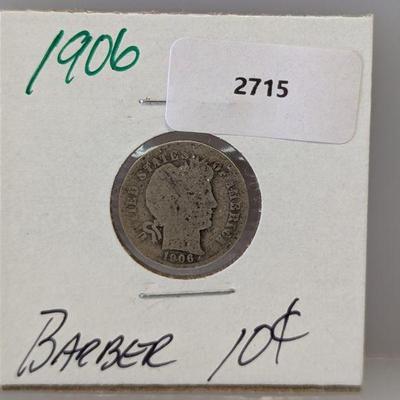 1906
2715
UNITED STATES OF AMERICA
1906
BARBER 10¢